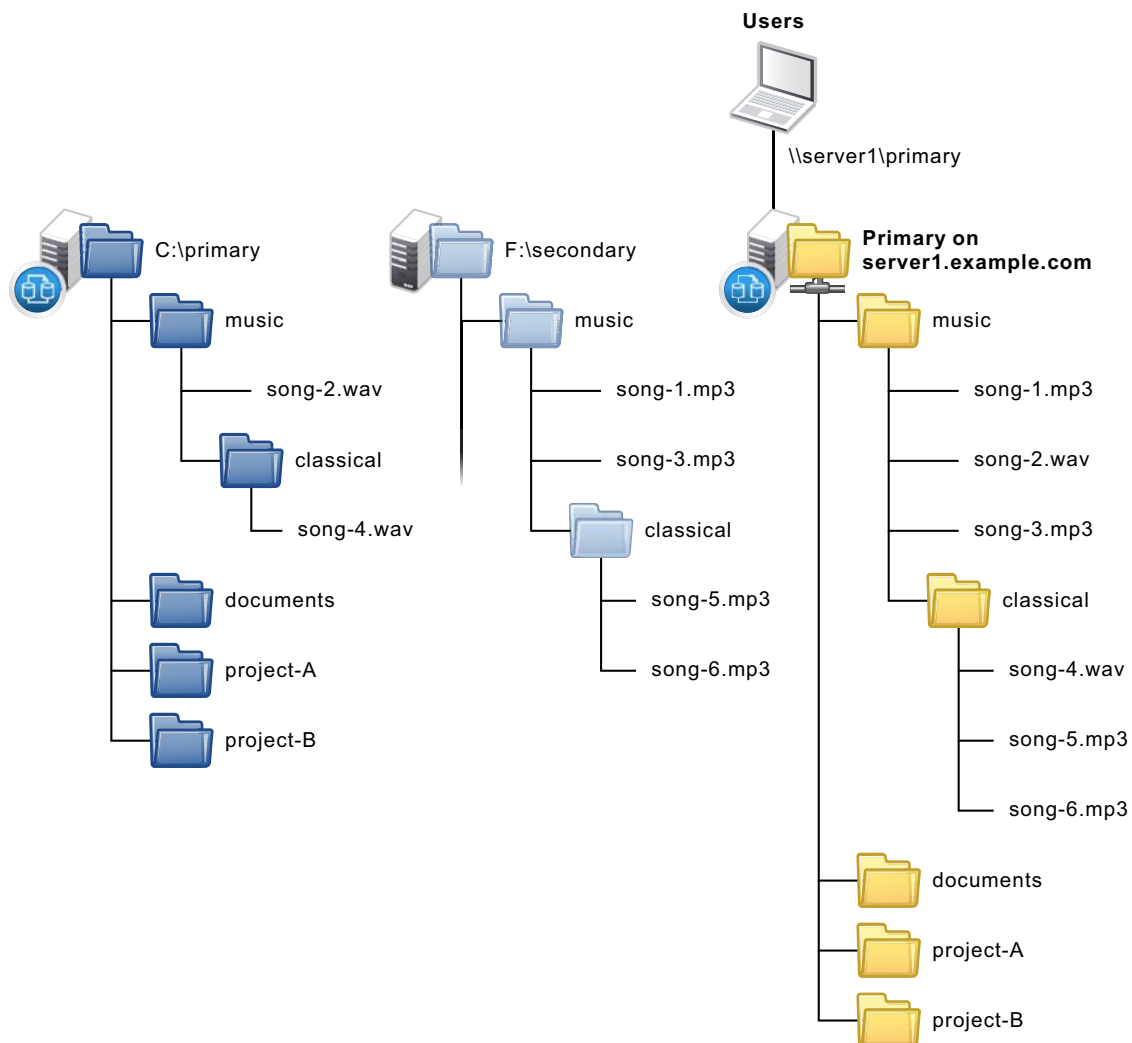 Users
\\server1\primary
C:\primary
music
song-2.wav
classical
song-4.wav
documents
project-A
project-B
F:\secondary
music
song-1.mp3
song-3.mp3
classical
song-5.mp3
song-6.mp3
Primary on
server1.example.com
music
song-1.mp3
song-2.wav
song-3.mp3
classical
song-4.wav
song-5.mp3
song-6.mp3
documents
project-A
project-B